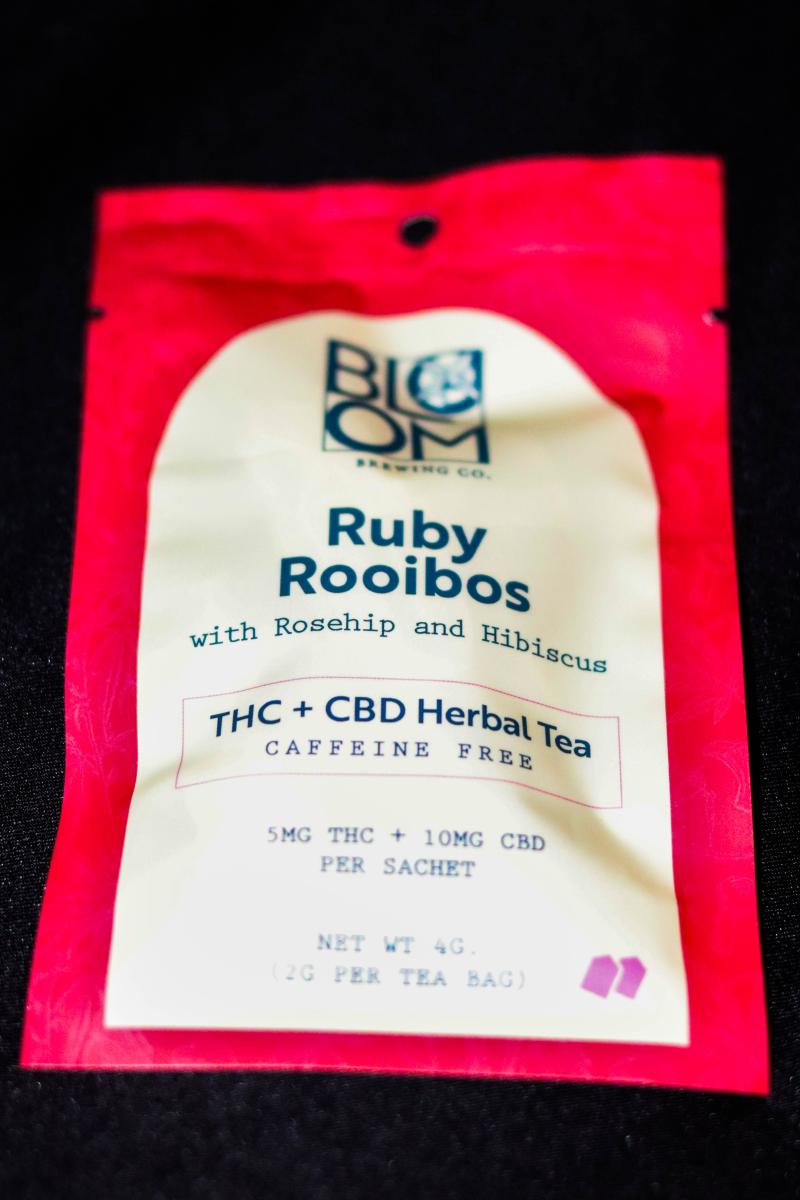 BLOOM
BREWING CO.
Ruby
Rooibos
with Rosehip and Hibiscus
THC + CBD Herbal Tea
CAFFEINE FREE
5MG THC + 10MG CBD
PER SACHET
NET WT 4G.
(2G PER TEA BAG)